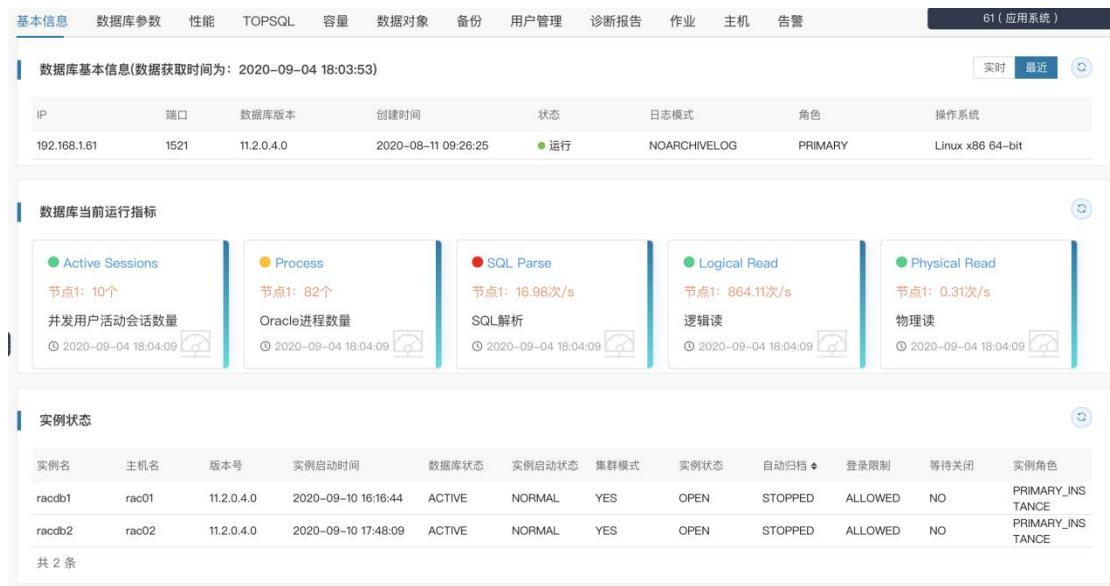 基本信息 数据库参数 性能 TOPSQL 容量 数据对象 备份 用户管理 诊断报告 作业 主机 告警 61 ( 应用系统 )
数据库基本信息(数据获取时间为：2020-09-04 18:03:53) 实时 最近
IP 端口 数据库版本 创建时间 状态 日志模式 角色 操作系统
192.168.1.61 1521 11.2.0.4.0 2020-08-11 09:26:25 运行 NOARCHIVELOG PRIMARY Linux x86 64-bit
数据库当前运行指标
Active Sessions Process SQL Parse Logical Read Physical Read
节点1：10个 节点1：82个 节点1：16.98次/s 节点1：864.11次/s 节点1：0.31次/s
并发用户活动会话数量 Oracle进程数量 SQL解析 逻辑读 物理读
2020-09-04 18:04:09 2020-09-04 18:04:09 2020-09-04 18:04:09 2020-09-04 18:04:09 2020-09-04 18:04:09
实例状态
实例名 主机名 版本号 实例启动时间 数据库状态 实例启动状态 集群模式 实例状态 自动归档 登录限制 等待关闭 实例角色
racdb1 rac01 11.2.0.4.0 2020-09-10 16:16:44 ACTIVE NORMAL YES OPEN STOPPED ALLOWED NO PRIMARY_INS
TANCE
racdb2 rac02 11.2.0.4.0 2020-09-10 17:48:09 ACTIVE NORMAL YES OPEN STOPPED ALLOWED NO PRIMARY_INS
TANCE
共 2 条